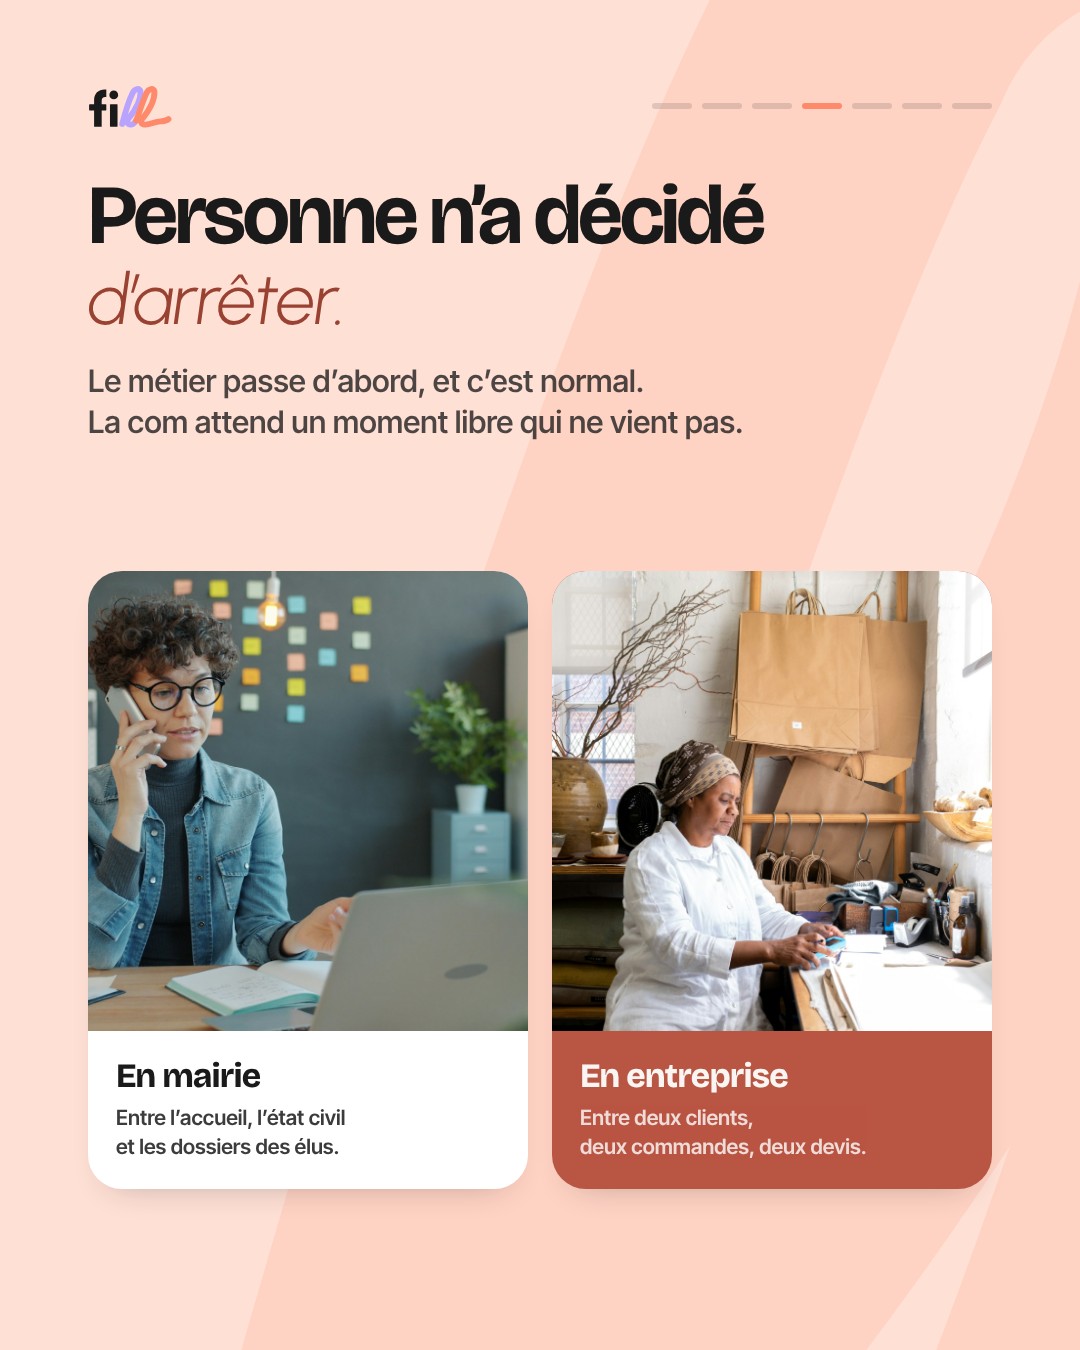 fill
Personne n’a décidé
d'arrêter.
Le métier passe d’abord, et c’est normal.
La com attend un moment libre qui ne vient pas.
En mairie
Entre l’accueil, l’état civil
et les dossiers des élus.
En entreprise
Entre deux clients,
deux commandes, deux devis.